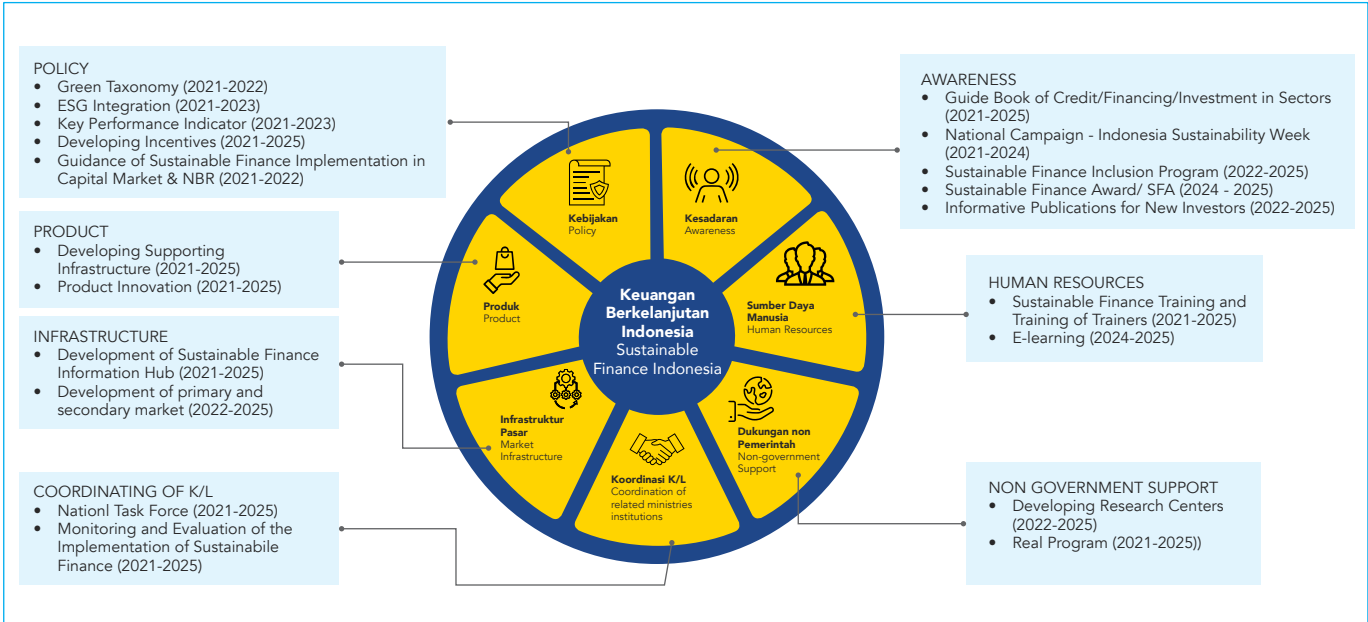 POLICY
• Green Taxonomy (2021-2022)
• ESG Integration (2021-2023)
• Key Performance Indicator (2021-2023)
• Developing Incentives (2021-2025)
• Guidance of Sustainable Finance Implementation in
Capital Market & NBR (2021-2022)
PRODUCT
• Developing Supporting
Infrastructure (2021-2025)
• Product Innovation (2021-2025)
INFRASTRUCTURE
• Development of Sustainable Finance
Information Hub (2021-2025)
• Development of primary and
secondary market (2022-2025)
COORDINATING OF K/L
• Nationl Task Force (2021-2025)
• Monitoring and Evaluation of the
Implementation of Sustainabile
Finance (2021-2025)
Kebijakan
Policy
Kesadaran
Awareness
Produk
Product
Keuangan
Berkelanjutan
Indonesia
Sustainable
Finance Indonesia
Sumber Daya
Manusia
Human Resources
Infrastruktur
Pasar
Market
Infrastructure
Koordinasi K/L
Coordination of
related ministries
institutions
Dukungan non
Pemerintah
Non-government
Support
AWARENESS
• Guide Book of Credit/Financing/Investment in Sectors
(2021-2025)
• National Campaign - Indonesia Sustainability Week
(2021-2024)
• Sustainable Finance Inclusion Program (2022-2025)
• Sustainable Finance Award/ SFA (2024 - 2025)
• Informative Publications for New Investors (2022-2025)
HUMAN RESOURCES
• Sustainable Finance Training and
Training of Trainers (2021-2025)
• E-learning (2024-2025)
NON GOVERNMENT SUPPORT
• Developing Research Centers
(2022-2025)
• Real Program (2021-2025))